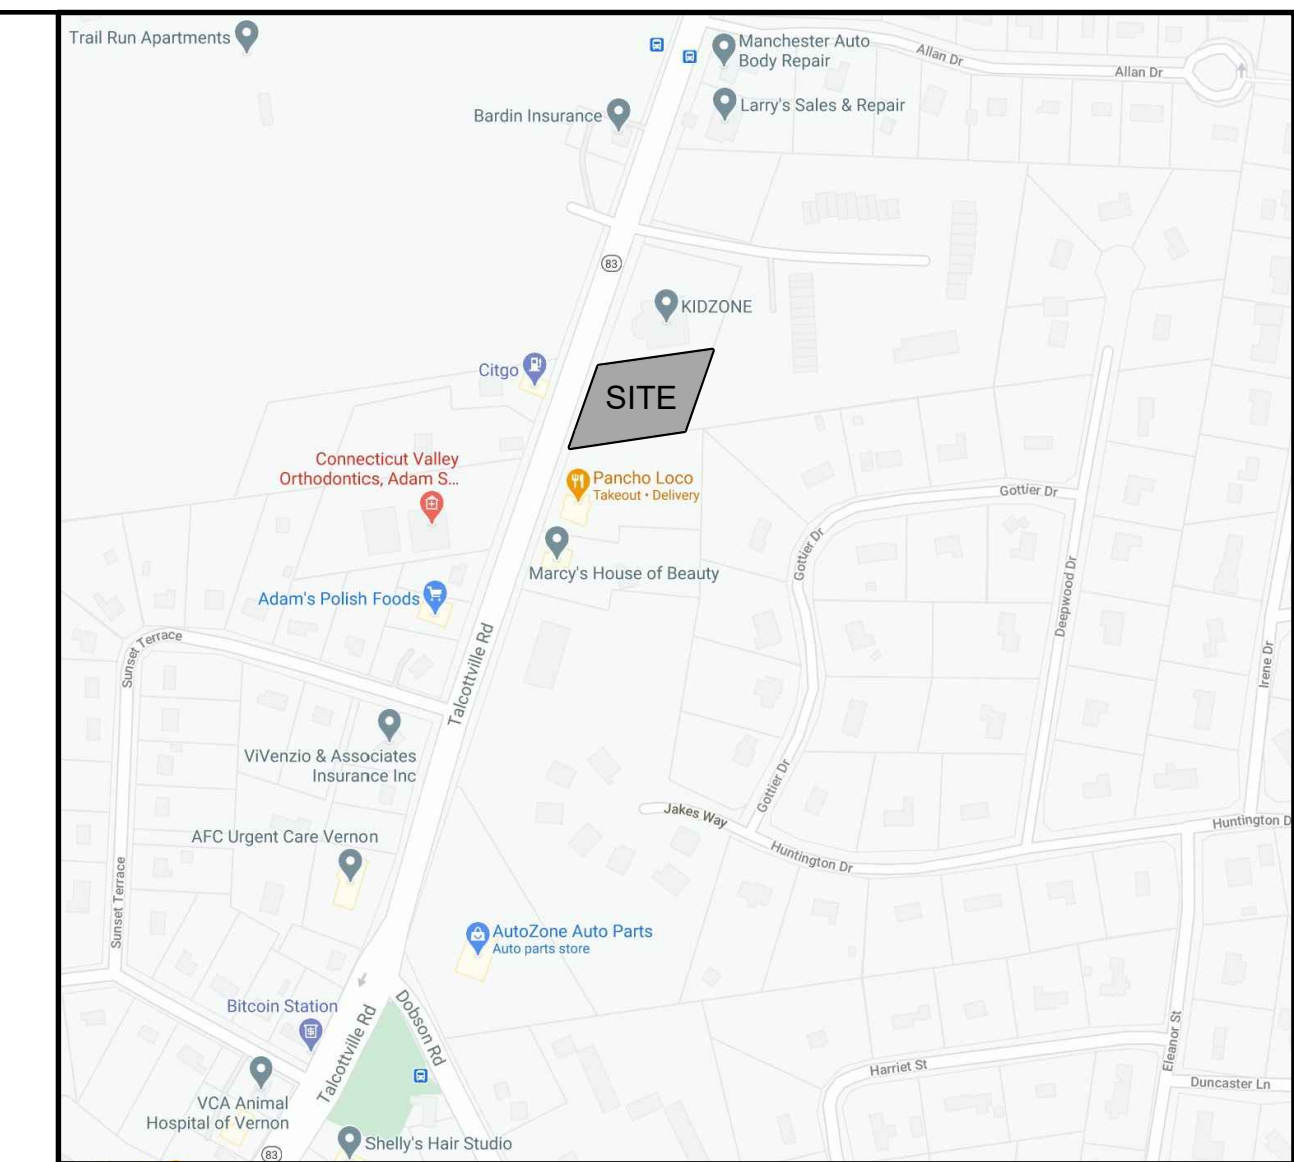 Trail Run Apartments
Manchester Auto
Body Repair
Allan Dr
Allan Dr
Bardin Insurance
Larry's Sales & Repair
83
KIDZONE
Citgo
SITE
Connecticut Valley
Orthodontics, Adam S...
Pancho Loco
Takeout • Delivery
Gottier Dr
Gottier Dr
Marcy's House of Beauty
Adam's Polish Foods
Deepwood Dr
Sunset Terrace
Sunset Terrace
Talcottville Rd
Irene Dr
ViVenzio & Associates
Insurance Inc
Gottier Dr
Jakes Way
Huntington D
AFC Urgent Care Vernon
Huntington Dr
Sunset Terrace
AutoZone Auto Parts
Auto parts store
Bitcoin Station
Talcottville Rd
Dobson Rd
Eleanor St
Harriet St
Duncaster Ln
VCA Animal
Hospital of Vernon
Shelly's Hair Studio
83